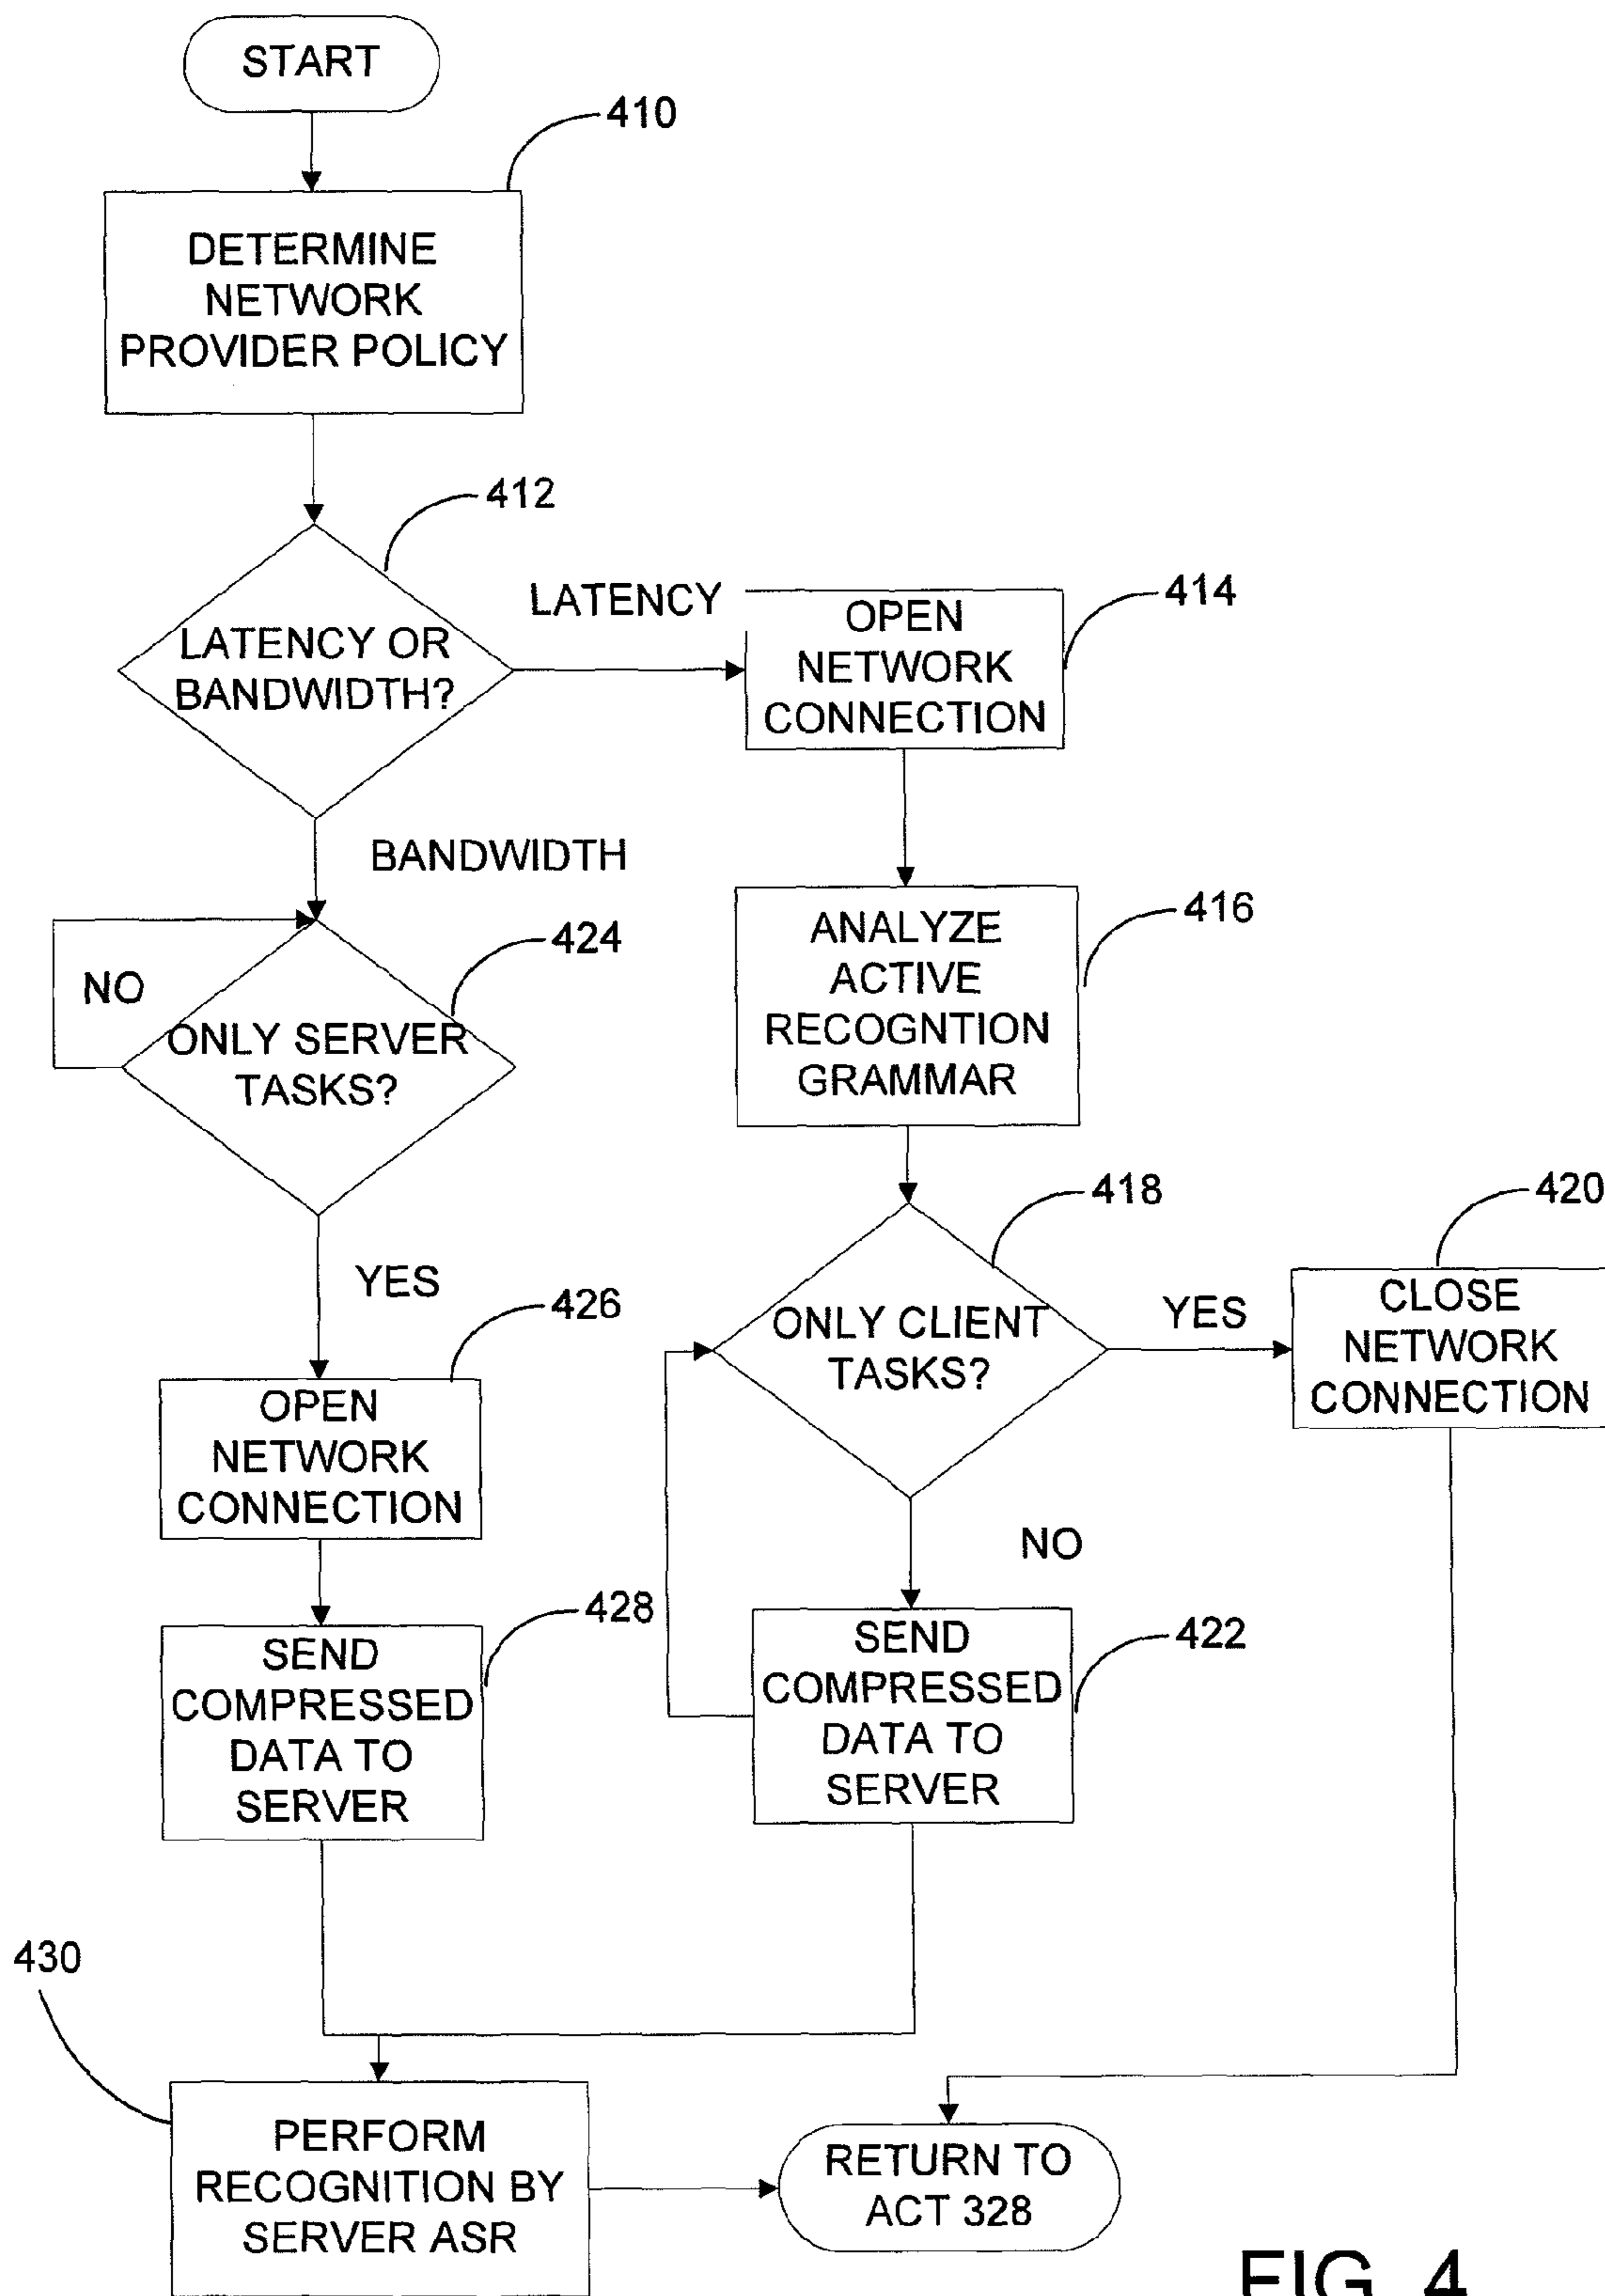 START
410
DETERMINE
NETWORK
PROVIDER POLICY
412
LATENCY OR
BANDWIDTH?
LATENCY
414
OPEN
NETWORK
CONNECTION
BANDWIDTH
416
ANALYZE
ACTIVE
RECOGNTION
GRAMMAR
424
NO
ONLY SERVER
TASKS?
418
ONLY CLIENT
TASKS?
YES
420
CLOSE
NETWORK
CONNECTION
YES
426
OPEN
NETWORK
CONNECTION
NO
428
SEND
COMPRESSED
DATA TO
SERVER
422
SEND
COMPRESSED
DATA TO
SERVER
430
PERFORM
RECOGNITION BY
SERVER ASR
RETURN TO
ACT 328
FIG. 4